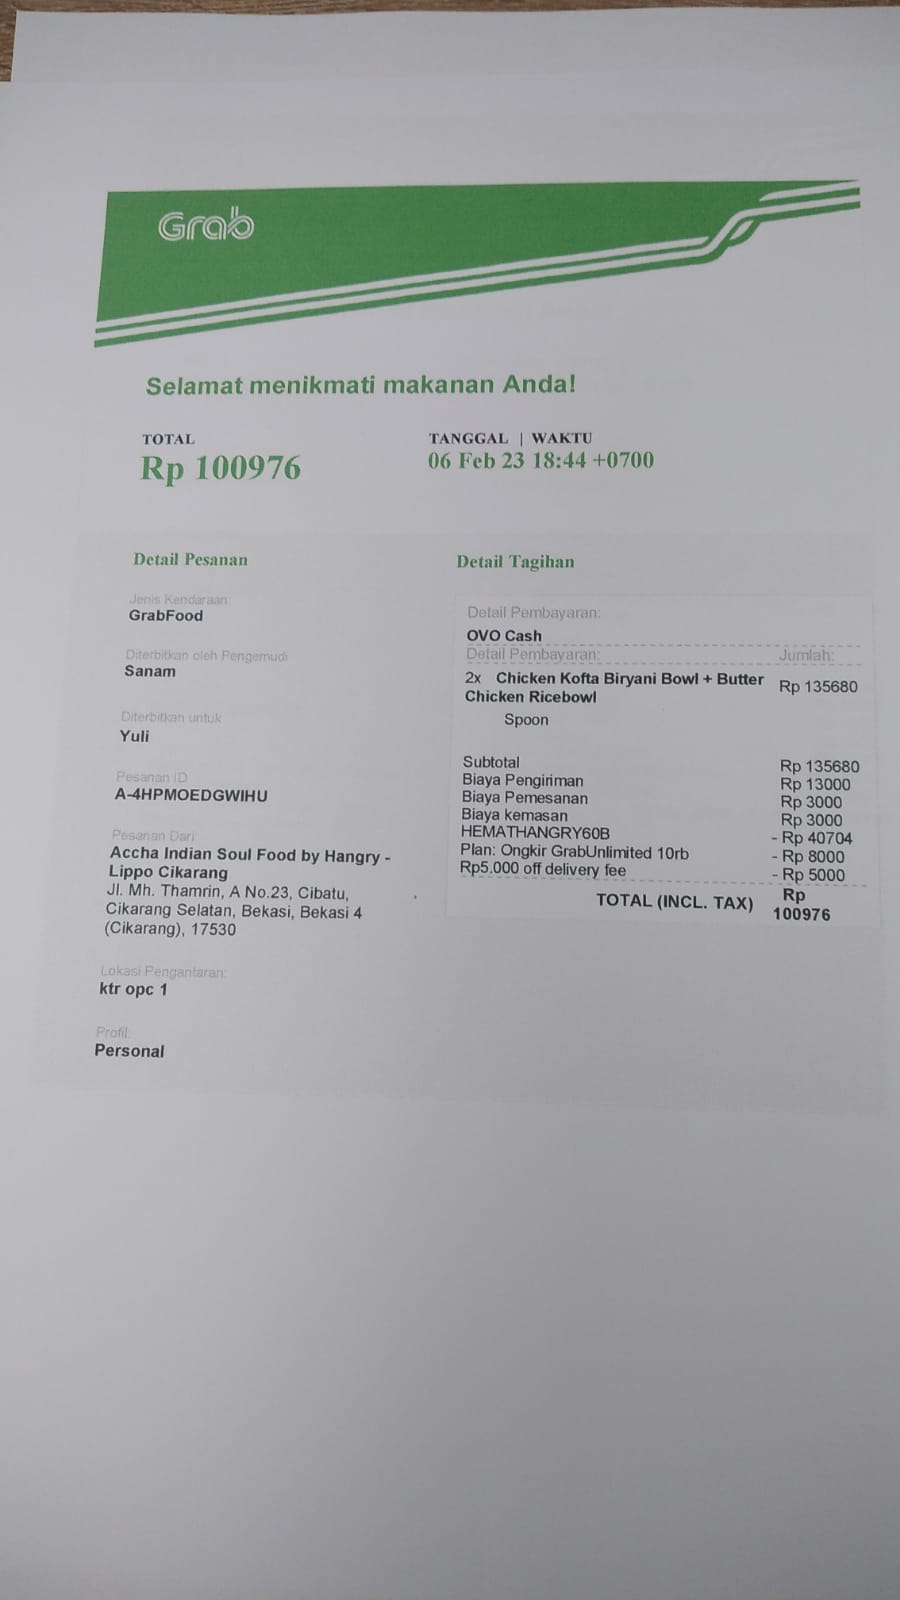 Grab
Selamat menikmati makanan Anda!
TOTAL
Rp 100976
TANGGAL | WAKTU
06 Feb 23 18:44 +0700
Detail Pesanan
Jenis Kendaraan:
GrabFood
Diterbitkan oleh Pengemudi
Sanam
Diterbitkan untuk
Yuli
Pesanan ID
A-4HPMOEDGWIHU
Pesanan Dari:
Accha Indian Soul Food by Hangry -
Lippo Cikarang
Jl. Mh. Thamrin, A No.23, Cibatu,
Cikarang Selatan, Bekasi, Bekasi 4
(Cikarang), 17530
Lokasi Pengantaran:
ktr opc 1
Profil:
Personal
Detail Tagihan
Detail Pembayaran:
OVO Cash
Detail Pembayaran: Jumlah:
2x Chicken Kofta Biryani Bowl + Butter Rp 135680
Chicken Ricebowl
Spoon
Subtotal Rp 135680
Biaya Pengiriman Rp 13000
Biaya Pemesanan Rp 3000
Biaya kemasan Rp 3000
HEMATHANGRY60B - Rp 40704
Plan: Ongkir GrabUnlimited 10rb - Rp 8000
Rp5.000 off delivery fee - Rp 5000
TOTAL (INCL. TAX) Rp
100976